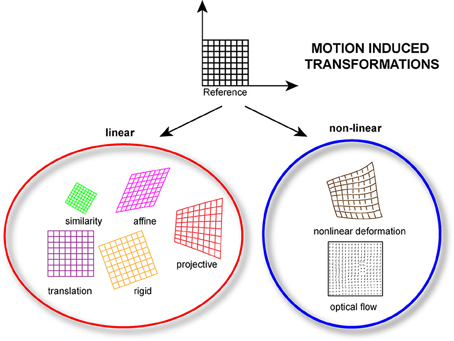 MOTION INDUCED
TRANSFORMATIONS
Reference
linear
non-linear
similarity
affine
projective
translation
rigid
nonlinear deformation
optical flow